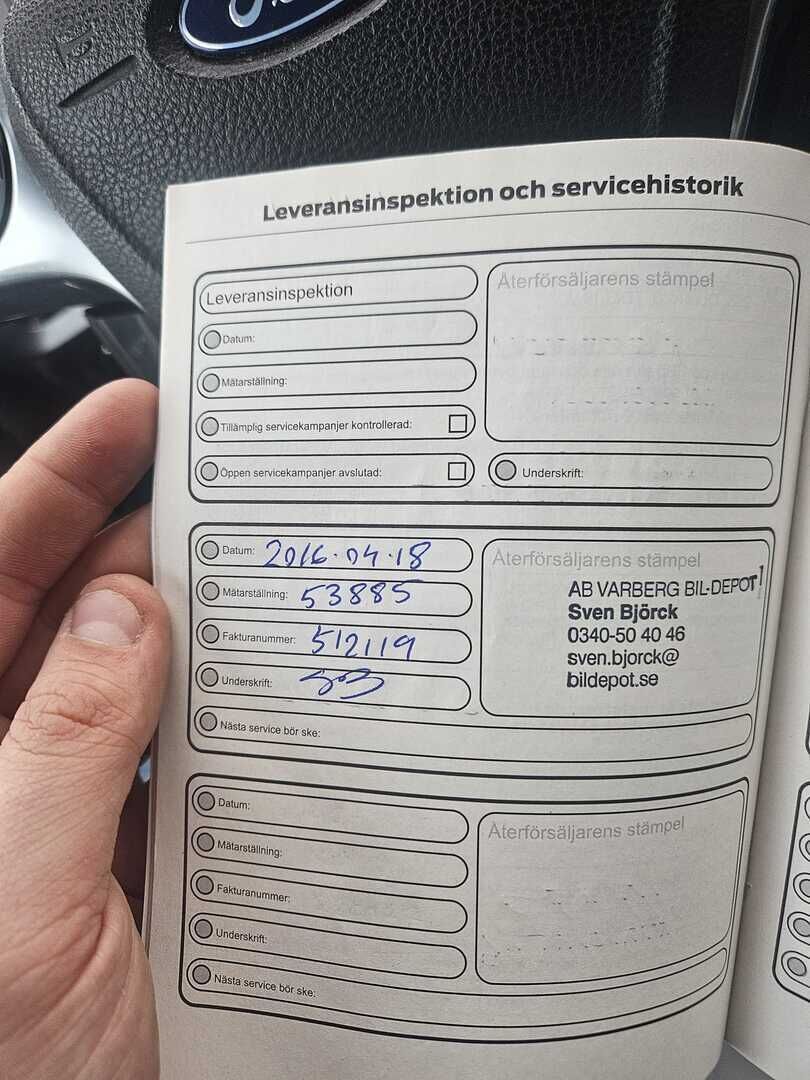 Leveransinspektion och servicehistorik
Leveransinspektion
Datum:
Mätarställning:
Tillämplig servicekampanjer kontrollerad:
Öppen servicekampanjer avslutad:
Återförsäljarens stämpel
Underskrift:
Datum: 2016.04.18
Mätarställning: 53885
Fakturanummer: 512119
Underskrift:
Nästa service bör ske:
Återförsäljarens stämpel
AB VARBERG BIL-DEPOT
Sven Björck
0340-50 40 46
sven.bjorck@
bildepot.se
Datum:
Mätarställning:
Fakturanummer:
Underskrift:
Nästa service bör ske:
Återförsäljarens stämpel